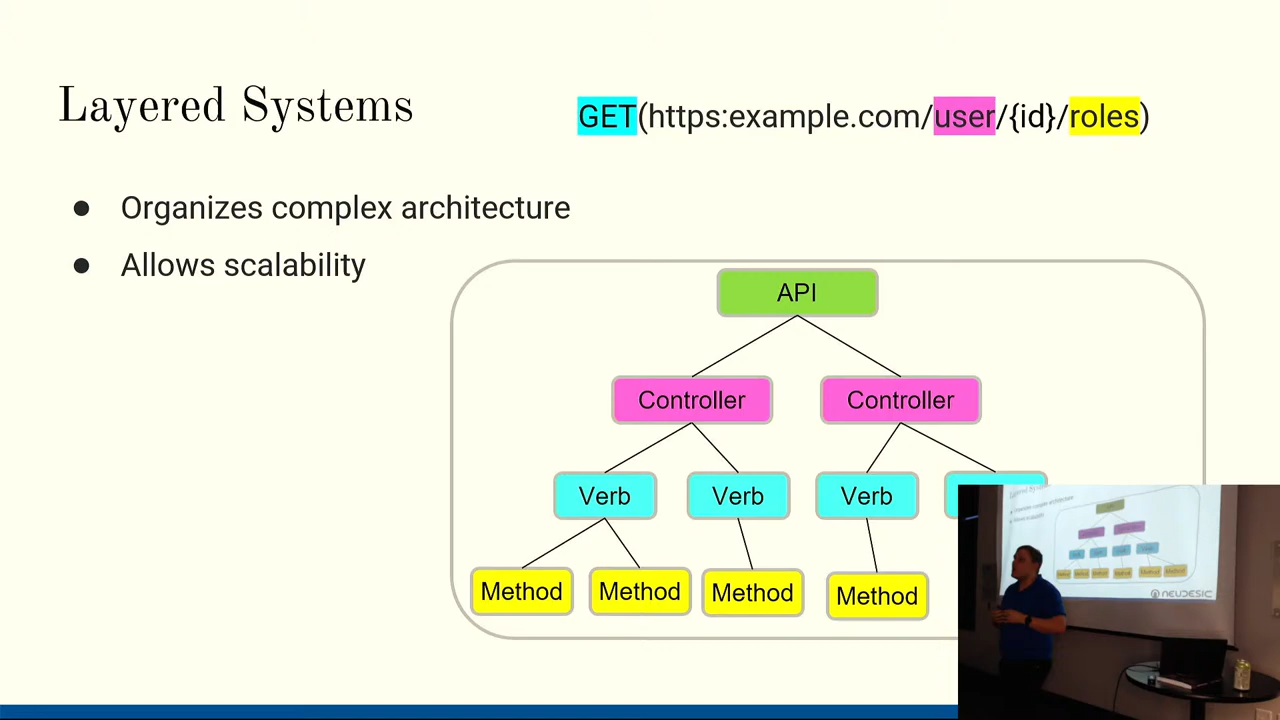 Layered Systems
GET(https:example.com/user/{id}/roles)
● Organizes complex architecture
● Allows scalability
API
Controller Controller
Verb Verb Verb
Method Method Method Method
NEUDESIC